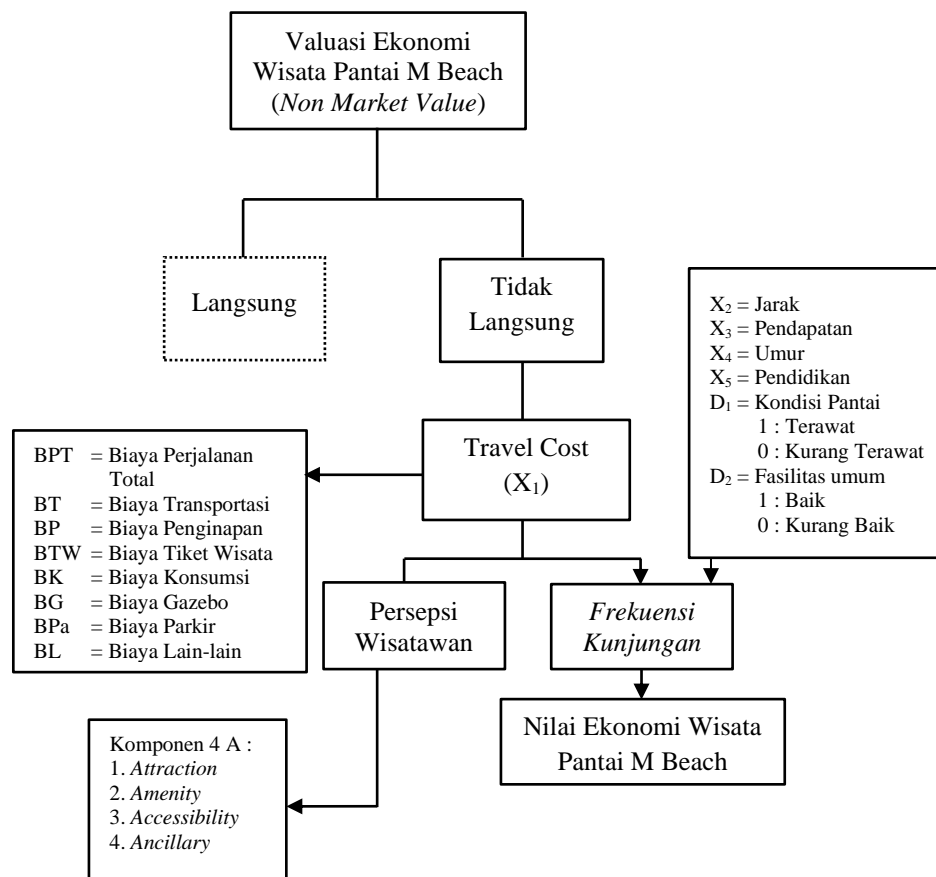 Valuasi Ekonomi
Wisata Pantai M Beach
(Non Market Value)
Langsung
Tidak
Langsung
X₂ = Jarak
X₃ = Pendapatan
X₄ = Umur
X₅ = Pendidikan
D₁ = Kondisi Pantai
1 : Terawat
0 : Kurang Terawat
D₂ = Fasilitas umum
1 : Baik
0 : Kurang Baik
Travel Cost
(X₁)
BPT = Biaya Perjalanan
Total
BT = Biaya Transportasi
BP = Biaya Penginapan
BTW = Biaya Tiket Wisata
BK = Biaya Konsumsi
BG = Biaya Gazebo
BPa = Biaya Parkir
BL = Biaya Lain-lain
Persepsi
Wisatawan
Frekuensi
Kunjungan
Nilai Ekonomi Wisata
Pantai M Beach
Komponen 4 A :
1. Attraction
2. Amenity
3. Accessibility
4. Ancillary